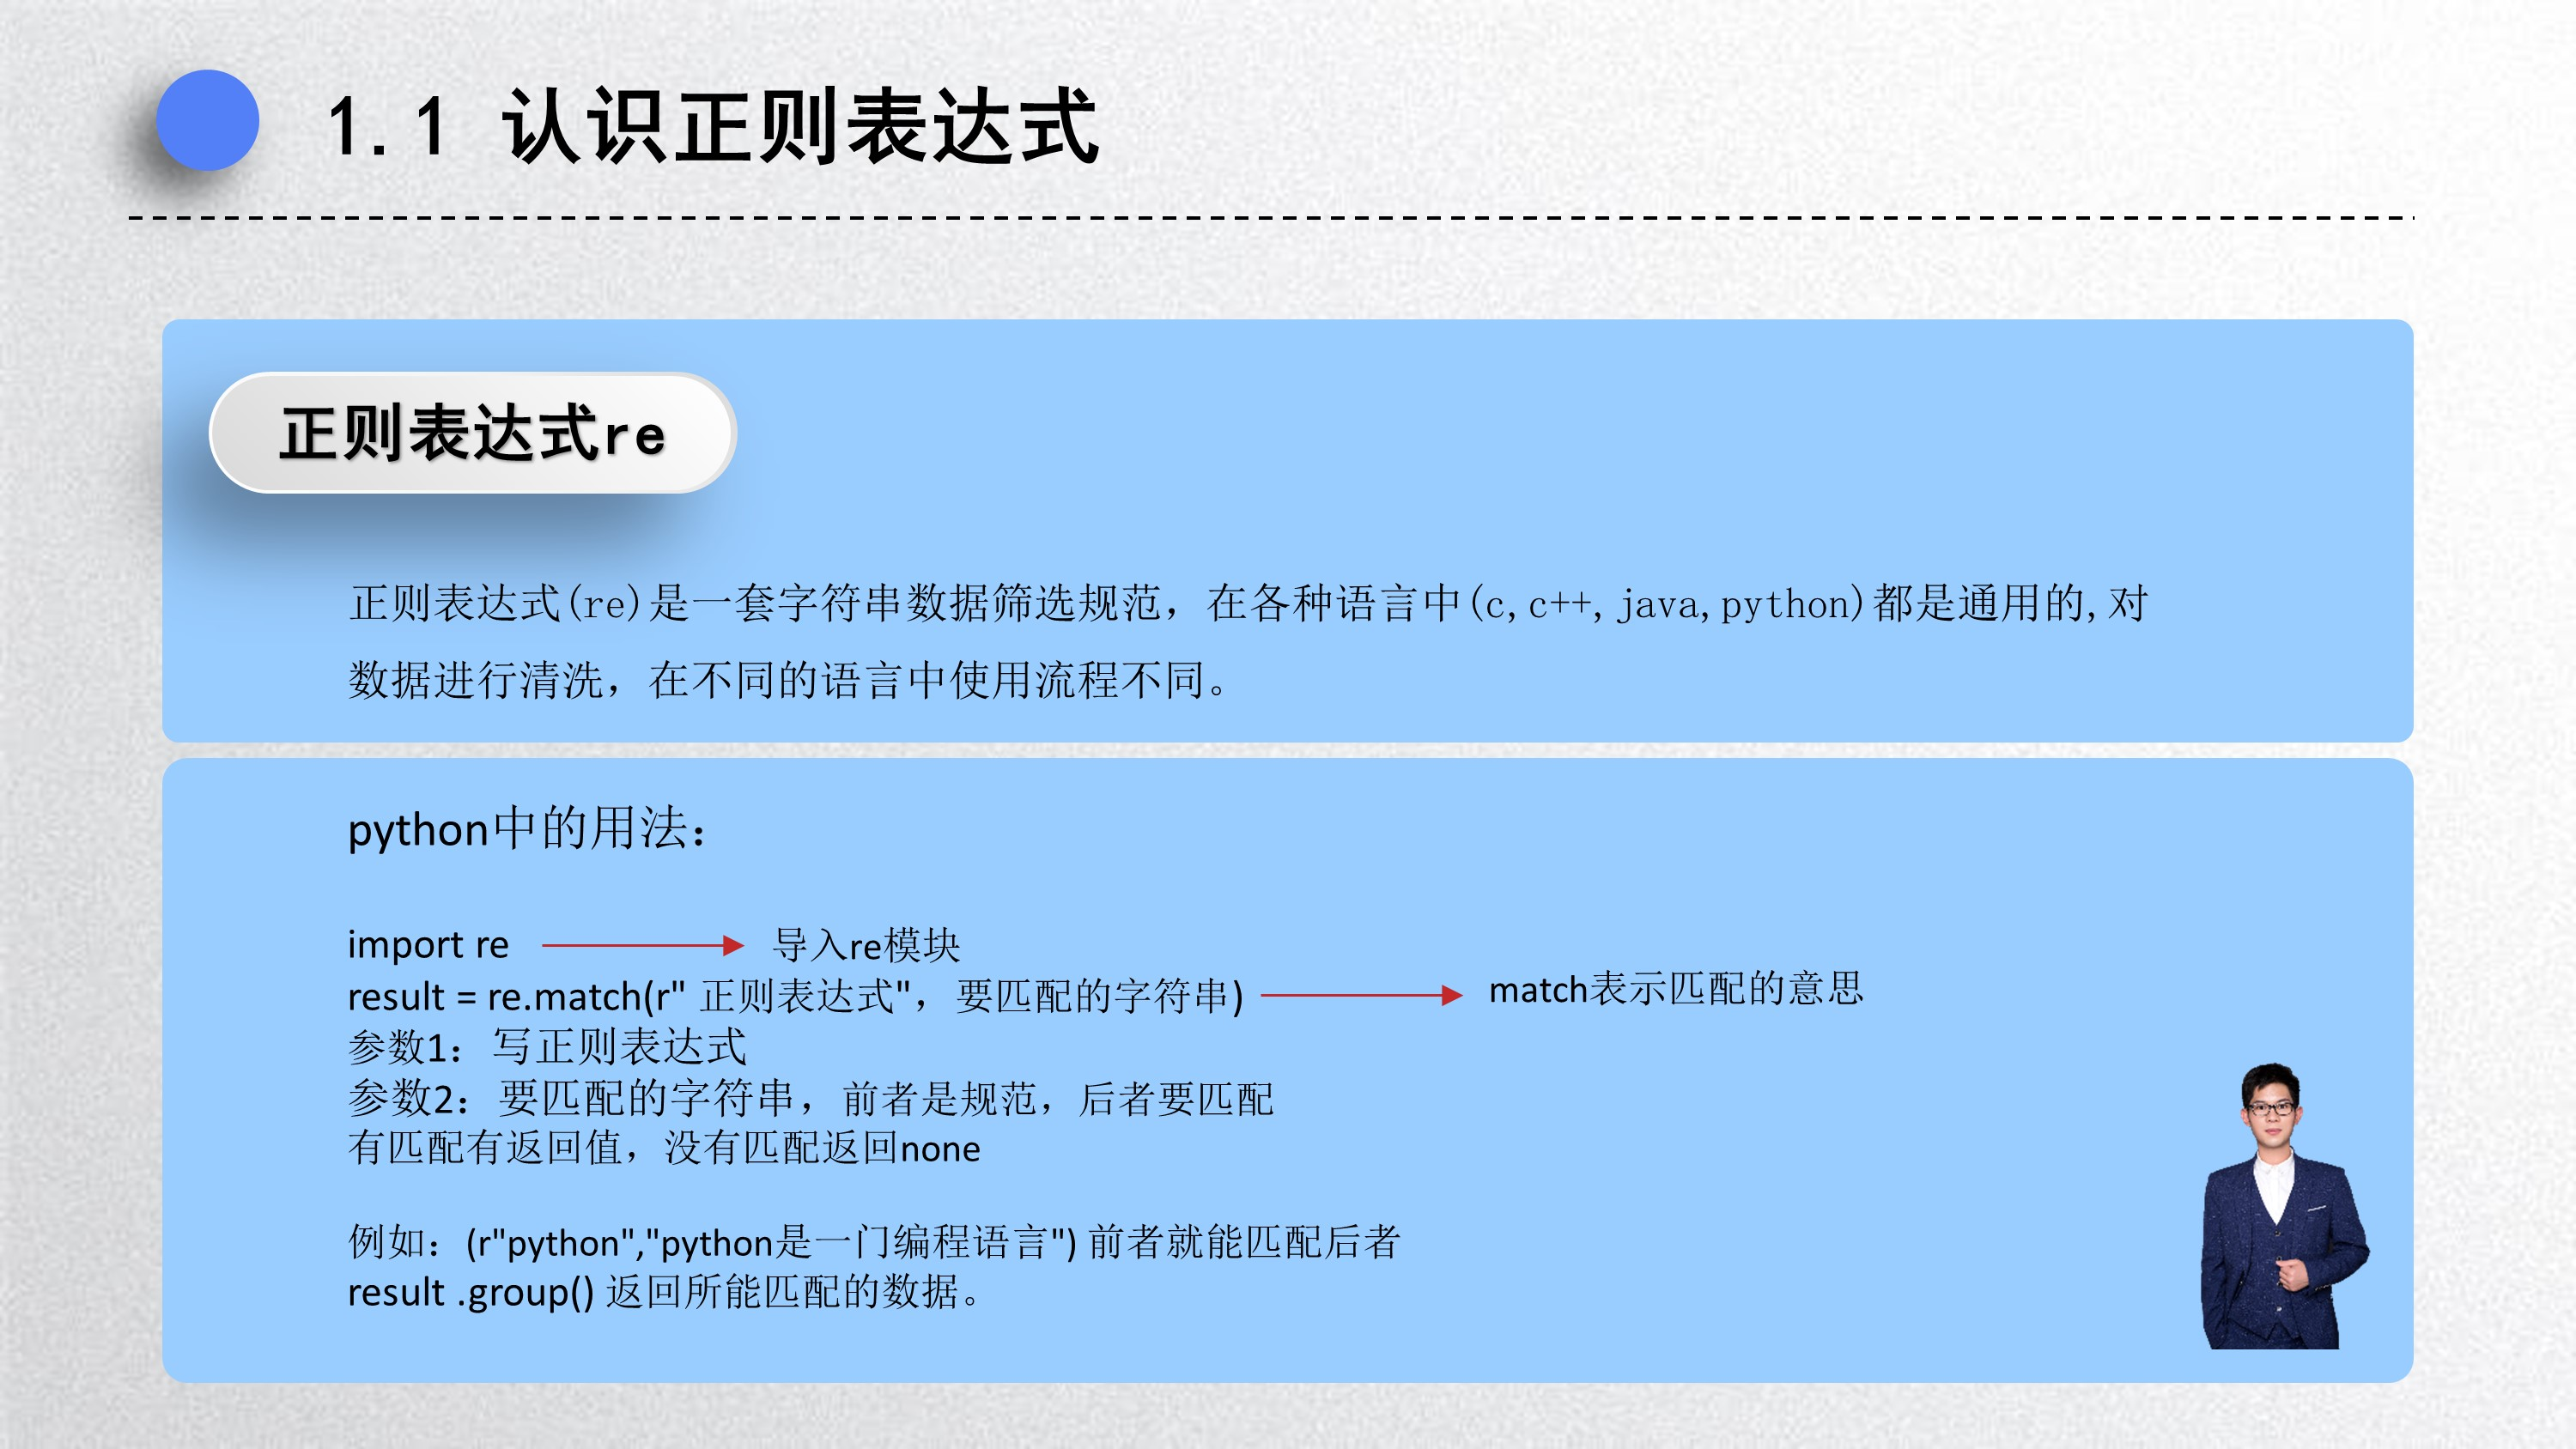 1.1 认识正则表达式
正则表达式re
正则表达式(re)是一套字符串数据筛选规范，在各种语言中(c,c++,java,python)都是通用的,对
数据进行清洗，在不同的语言中使用流程不同。
python中的用法：
import re 导入re模块
result = re.match(r" 正则表达式"，要匹配的字符串) match表示匹配的意思
参数1：写正则表达式
参数2：要匹配的字符串，前者是规范，后者要匹配
有匹配有返回值，没有匹配返回none
例如：(r"python","python是一门编程语言") 前者就能匹配后者
result .group() 返回所能匹配的数据。